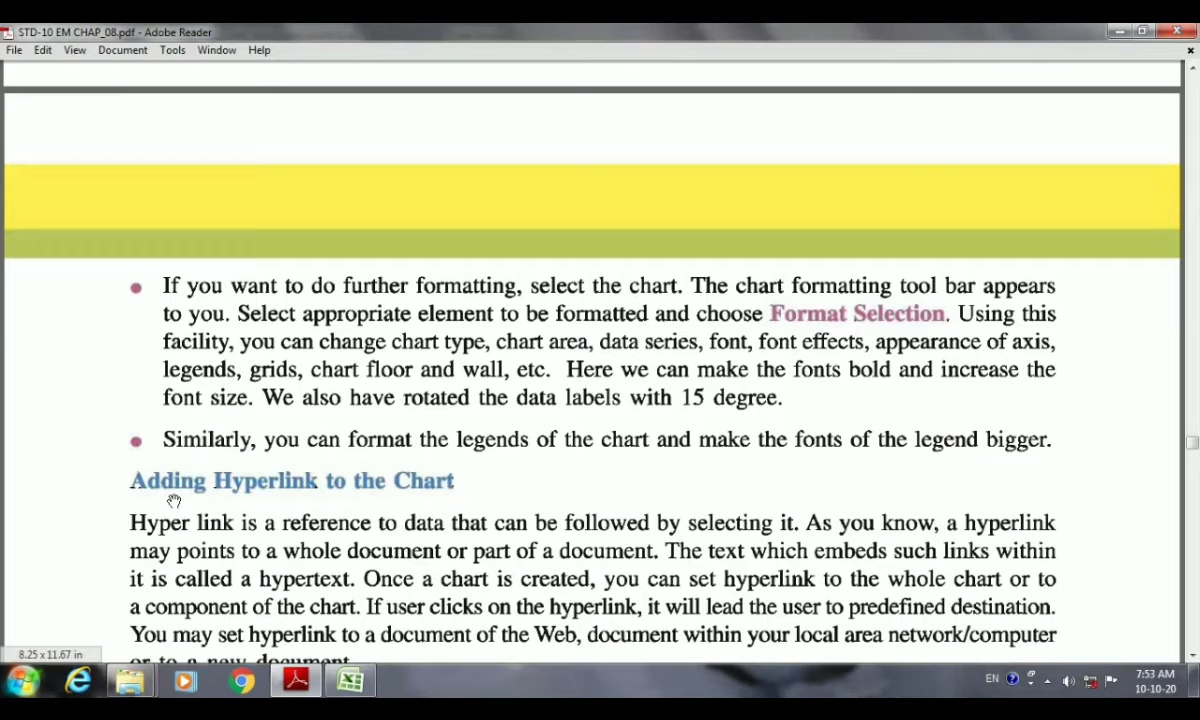 STD-10 EM CHAP_08.pdf - Adobe Reader
File Edit View Document Tools Window Help
If you want to do further formatting, select the chart. The chart formatting tool bar appears
to you. Select appropriate element to be formatted and choose Format Selection. Using this
facility, you can change chart type, chart area, data series, font, font effects, appearance of axis,
legends, grids, chart floor and wall, etc. Here we can make the fonts bold and increase the
font size. We also have rotated the data labels with 15 degree.
Similarly, you can format the legends of the chart and make the fonts of the legend bigger.
Adding Hyperlink to the Chart
Hyper link is a reference to data that can be followed by selecting it. As you know, a hyperlink
may points to a whole document or part of a document. The text which embeds such links within
it is called a hypertext. Once a chart is created, you can set hyperlink to the whole chart or to
a component of the chart. If user clicks on the hyperlink, it will lead the user to predefined destination.
You may set hyperlink to a document of the Web, document within your local area network/computer
or to a new document
8.25 x 11.67 in
EN
7:53 AM
10-10-20